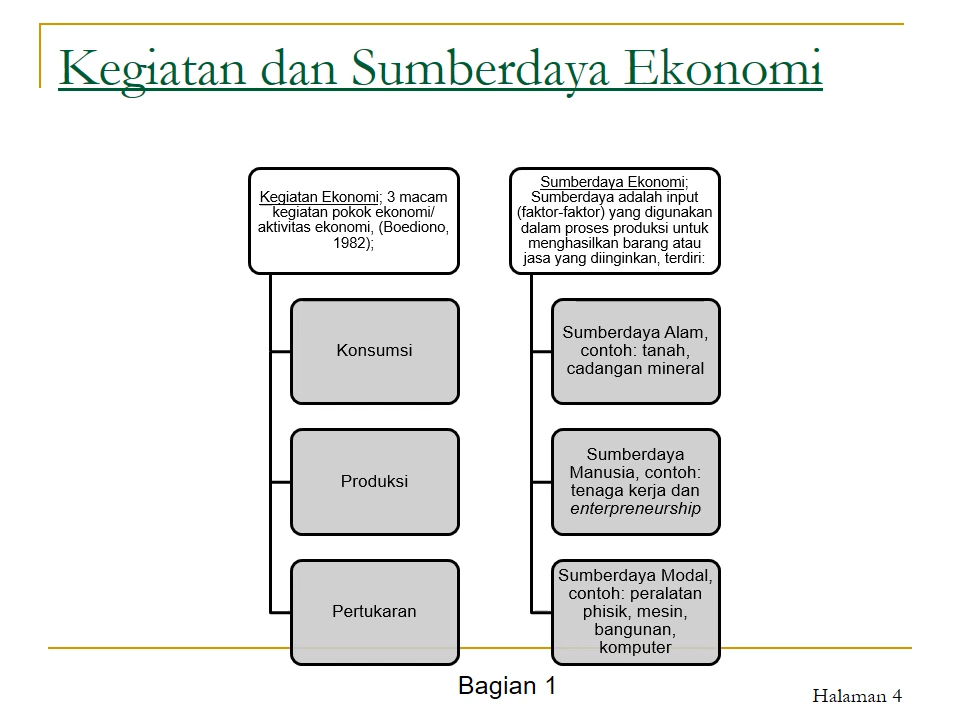 Kegiatan dan Sumberdaya Ekonomi
Kegiatan Ekonomi; 3 macam
kegiatan pokok ekonomi/
aktivitas ekonomi, (Boediono,
1982);
Konsumsi
Produksi
Pertukaran
Sumberdaya Ekonomi;
Sumberdaya adalah input
(faktor-faktor) yang digunakan
dalam proses produksi untuk
menghasilkan barang atau
jasa yang diinginkan, terdiri:
Sumberdaya Alam,
contoh: tanah,
cadangan mineral
Sumberdaya
Manusia, contoh:
tenaga kerja dan
enterpreneurship
Sumberdaya Modal,
contoh: peralatan
phisik, mesin,
bangunan,
komputer
Bagian 1
Halaman 4